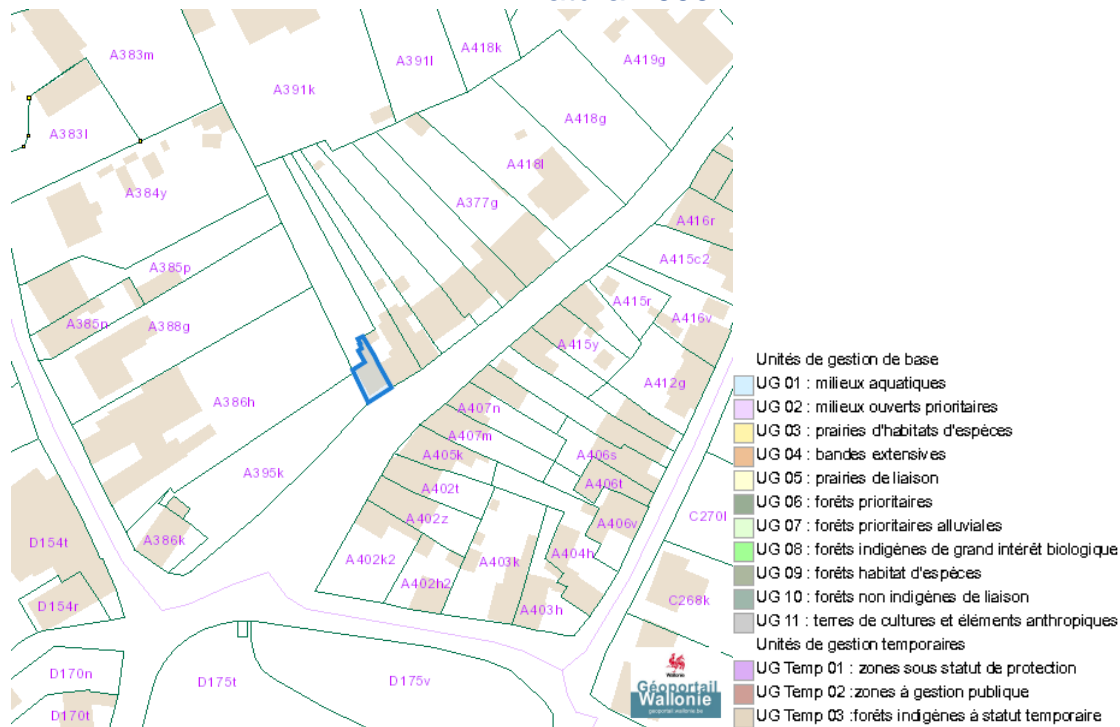 A383m
A391l
A418k
A419g
A391k
A383l
A418g
A418l
A384y
A377g
A416r
A385p
A415c2
A385n
A388g
A415r
A416v
A415y
A412g
A386h
A407n
A407m
A405k
A406s
A395k
A402t
A406t
C270l
A402z
A406v
D154t
A386k
A402k2
A403k
A404h
A402h2
D154r
A403h
C268k
D170n
D175t
D175v
D170t
Wallonie
Géoportail
Wallonie
geoportail.wallonie.be
Unités de gestion de base
UG 01 : milieux aquatiques
UG 02 : milieux ouverts prioritaires
UG 03 : prairies d'habitats d'espèces
UG 04 : bandes extensives
UG 05 : prairies de liaison
UG 06 : forêts prioritaires
UG 07 : forêts prioritaires alluviales
UG 08 : forêts indigènes de grand intérêt biologique
UG 09 : forêts habitat d'espèces
UG 10 : forêts non indigènes de liaison
UG 11 : terres de cultures et éléments anthropiques
Unités de gestion temporaires
UG Temp 01 : zones sous statut de protection
UG Temp 02 :zones à gestion publique
UG Temp 03 :forêts indigènes à statut temporaire